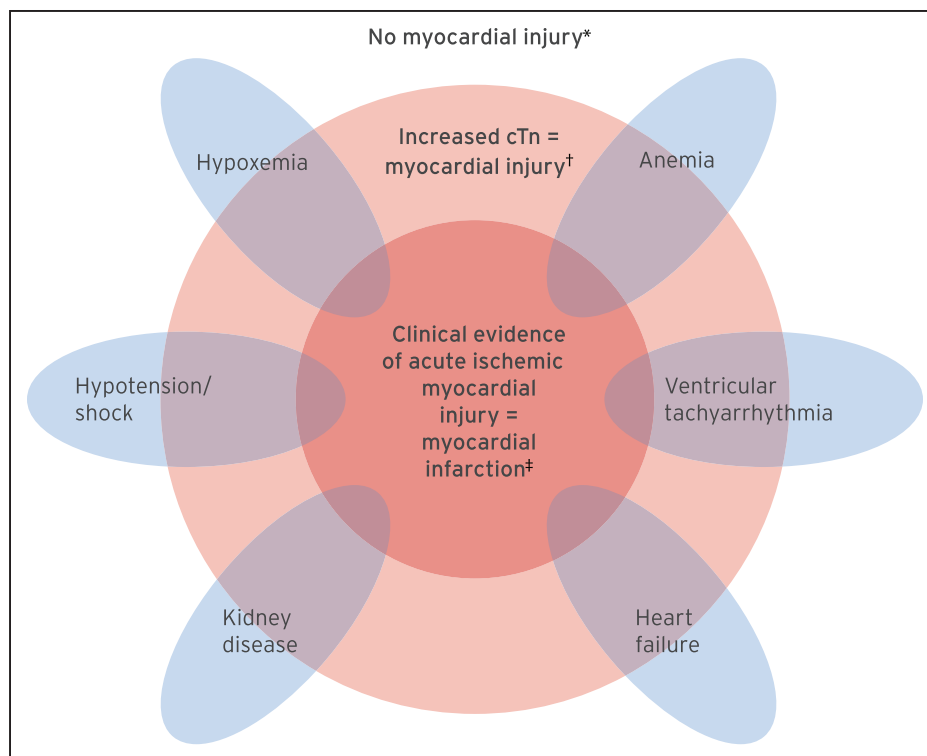 No myocardial injury*
Increased cTn =
myocardial injury†
Hypoxemia
Anemia
Clinical evidence
of acute ischemic
myocardial
injury =
myocardial
infarction‡
Hypotension/
shock
Ventricular
tachyarrhythmia
Kidney
disease
Heart
failure